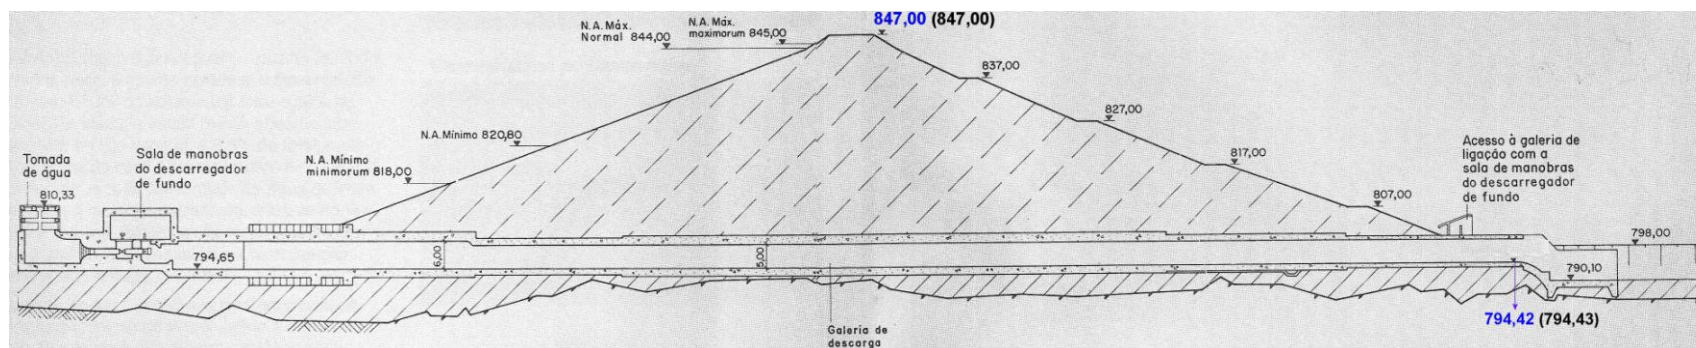 847,00 (847,00)
N.A. Máx.
Normal 844,00
N.A. Máx.
maximorum 845,00
837,00
827,00
817,00
807,00
N.A. Mínimo 820,80
N.A. Mínimo
minimorum 818,00
Tomada
de água
810,33
Sala de manobras
do descarregador
de fundo
Acesso à galeria de
ligação com a
sala de manobras
do descarregador
de fundo
798,00
794,65
6,00
5,00
790,10
794,42 (794,43)
Galeria de
descarga